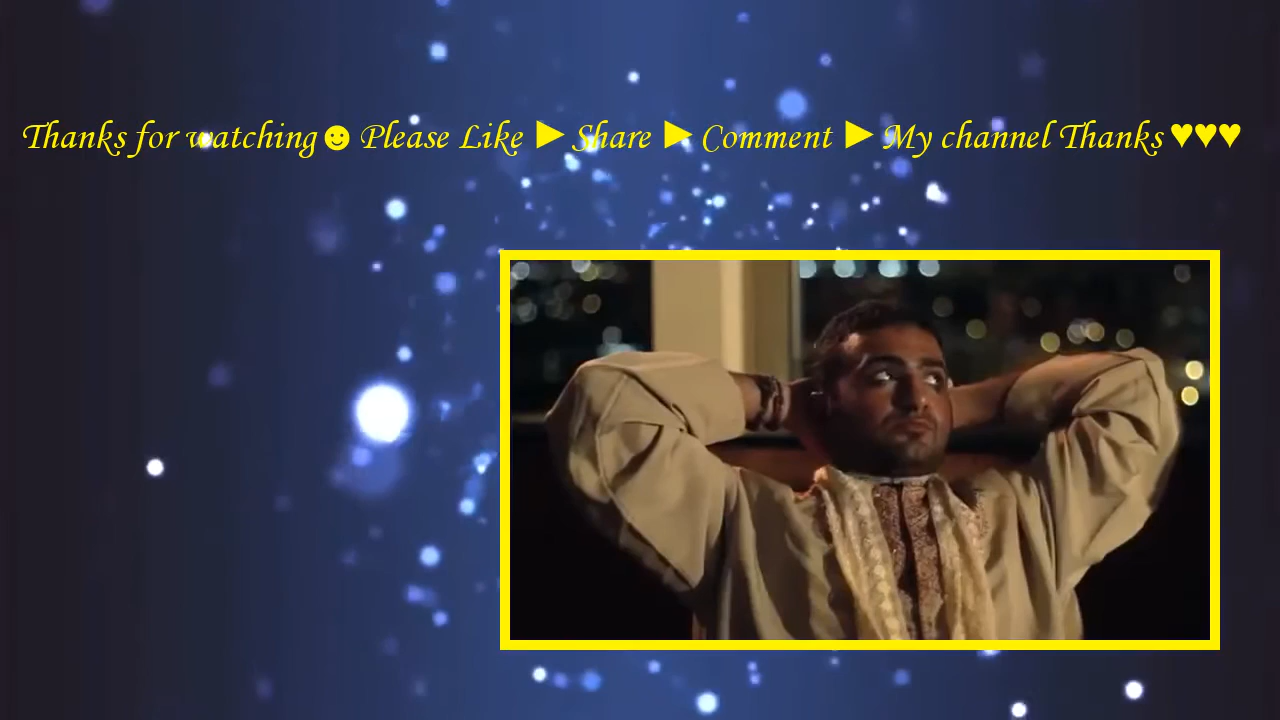 Thanks for watching☻Please Like ► Share ► Comment ► My channel Thanks ♥♥♥